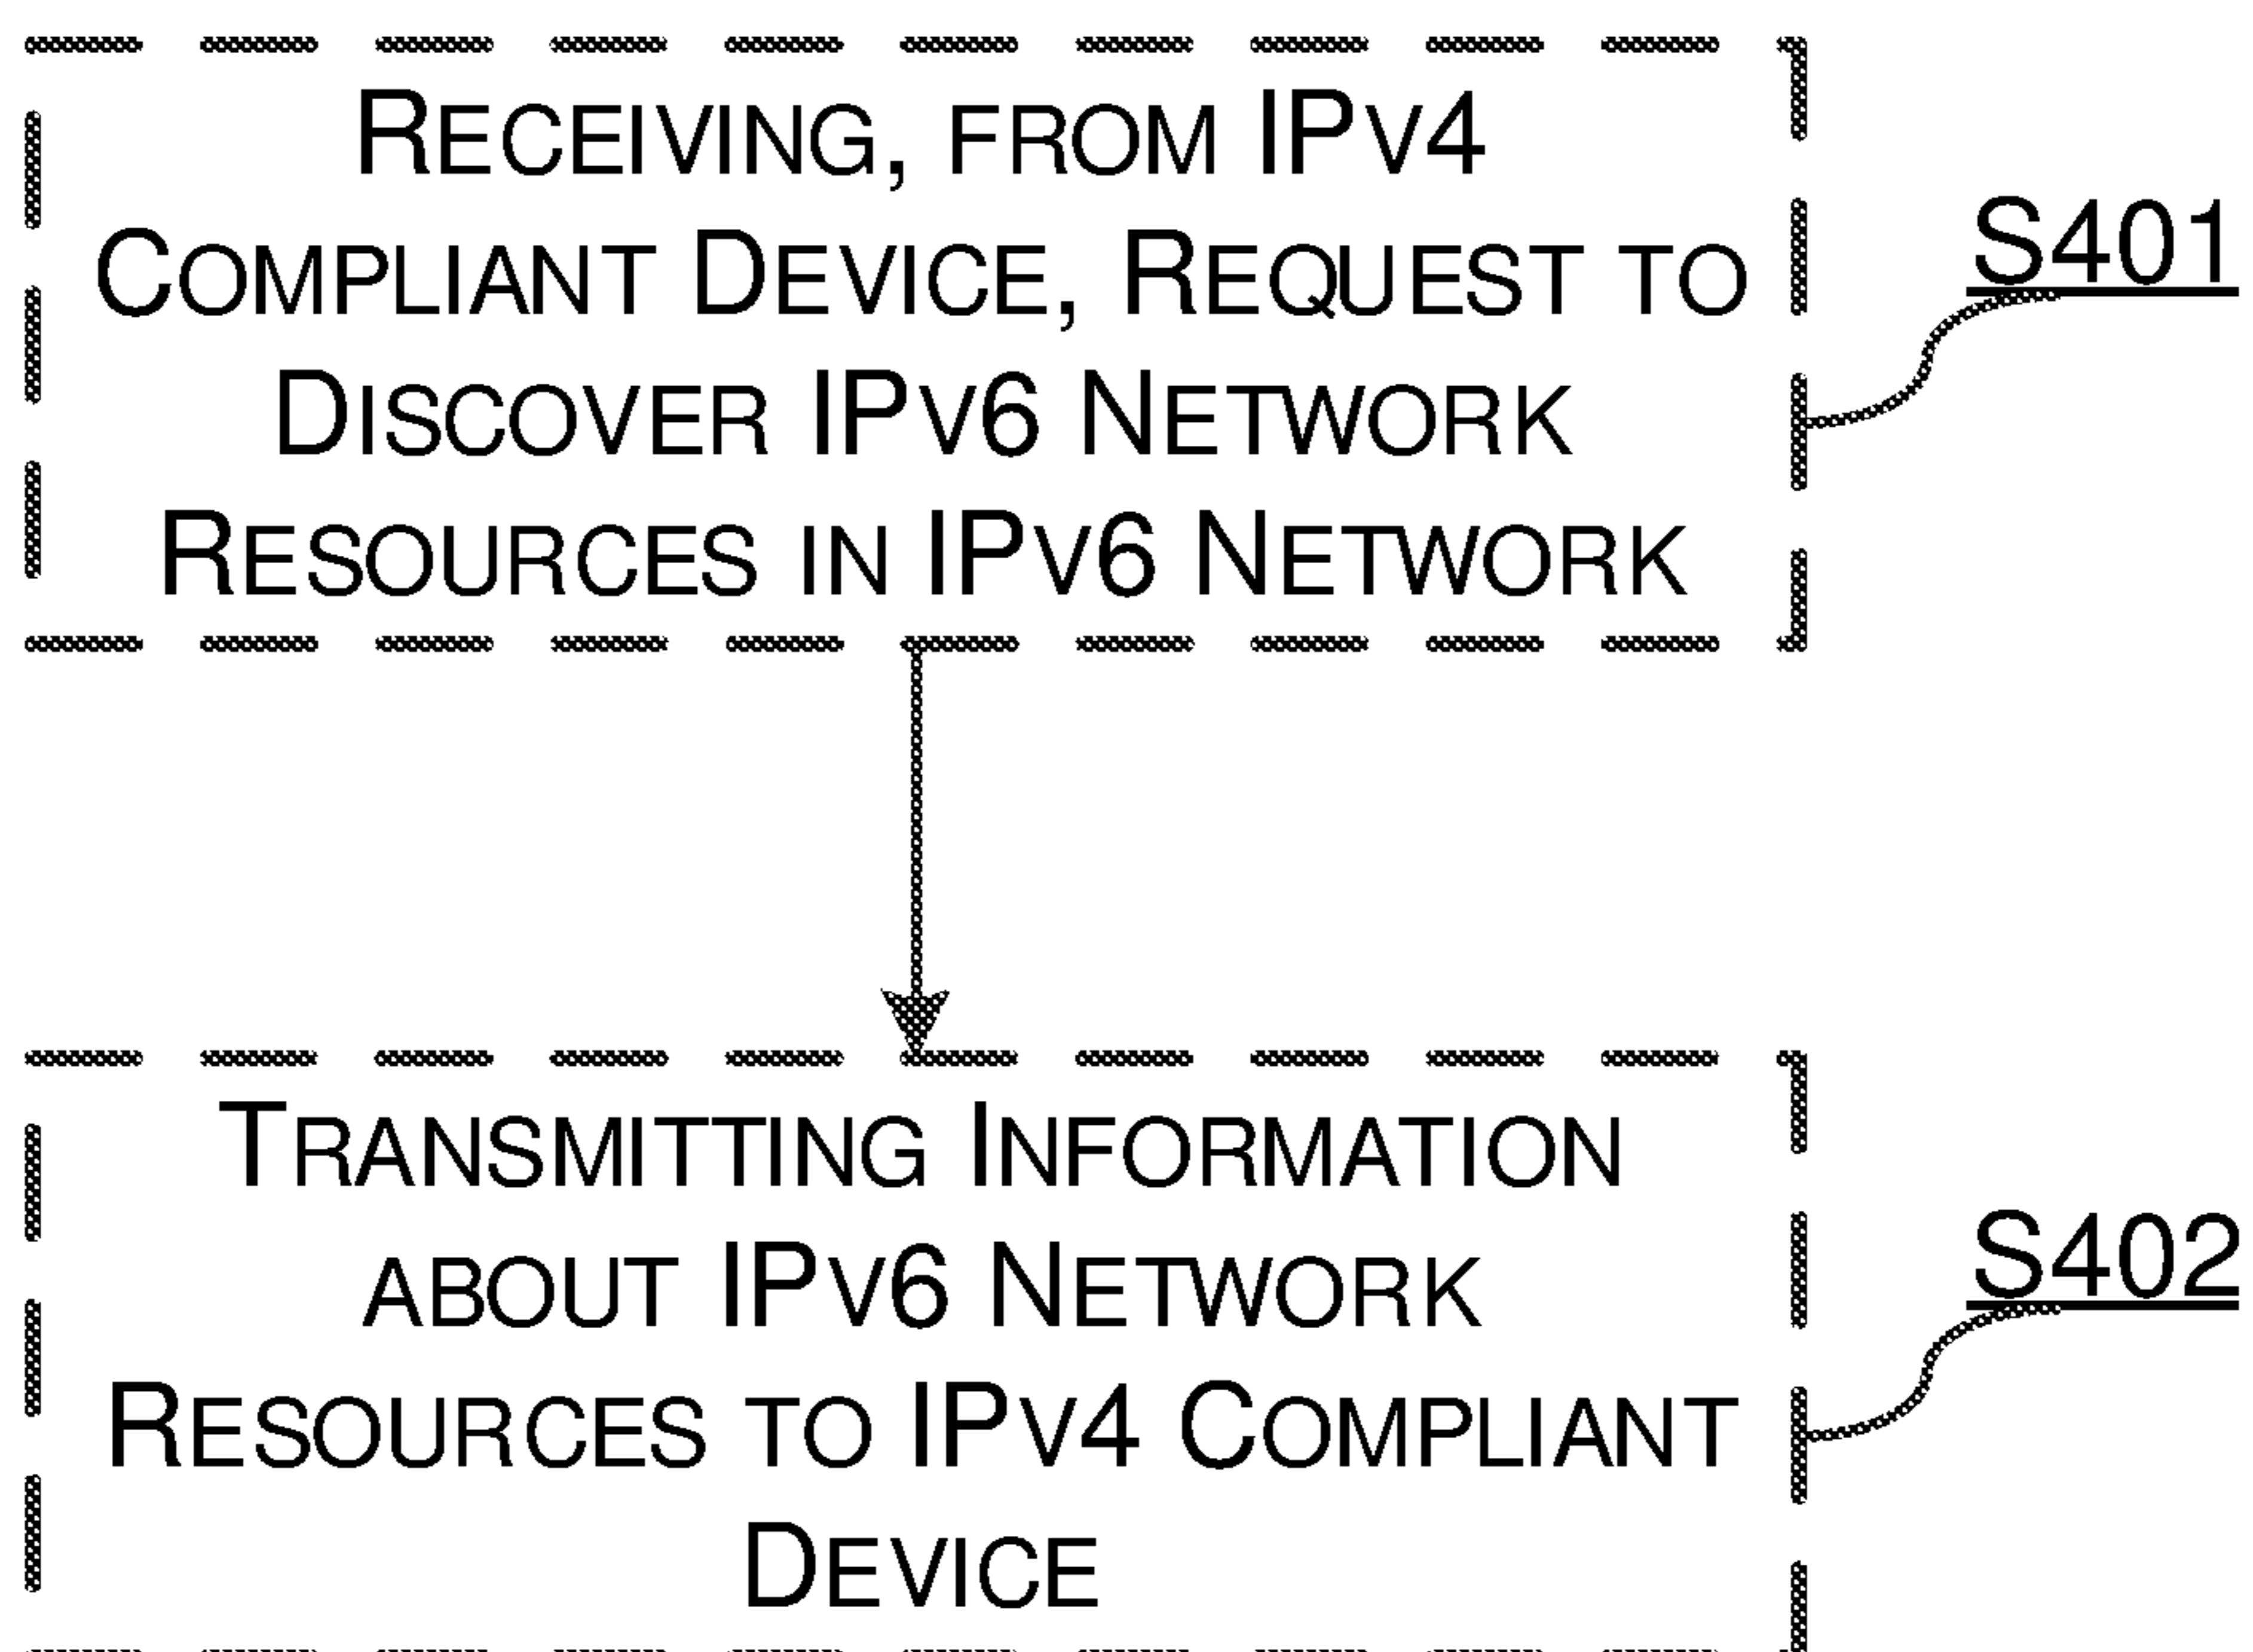 RECEIVING, FROM IPV4
COMPLIANT DEVICE, REQUEST TO
DISCOVER IPV6 NETWORK
RESOURCES IN IPV6 NETWORK
S401
TRANSMITTING INFORMATION
ABOUT IPV6 NETWORK
RESOURCES TO IPV4 COMPLIANT
DEVICE
S402